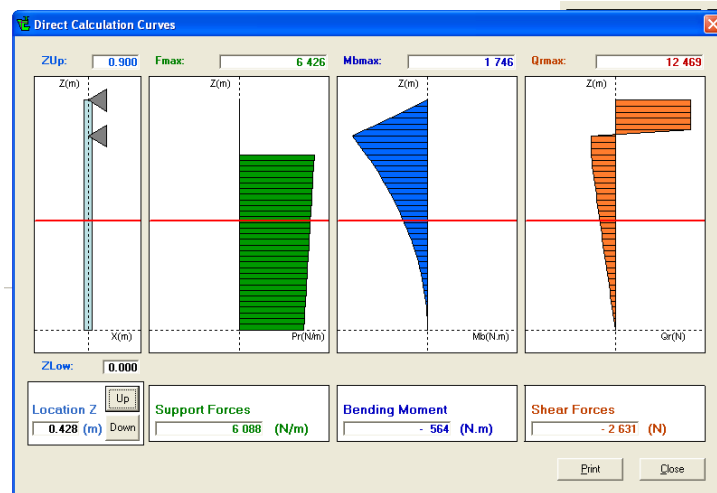 Direct Calculation Curves
ZUp: 0.900 Fmax: 6 426 Mbmax: 1 746 Qrmax: 12 469
Z(m) Z(m) Z(m) Z(m)
X(m) Pr(N/m) Mb(N.m) Qr(N)
ZLow: 0.000
Location Z Up Support Forces Bending Moment Shear Forces
0.428 (m) Down 6 088 (N/m) - 564 (N.m) - 2 631 (N)
Print Close